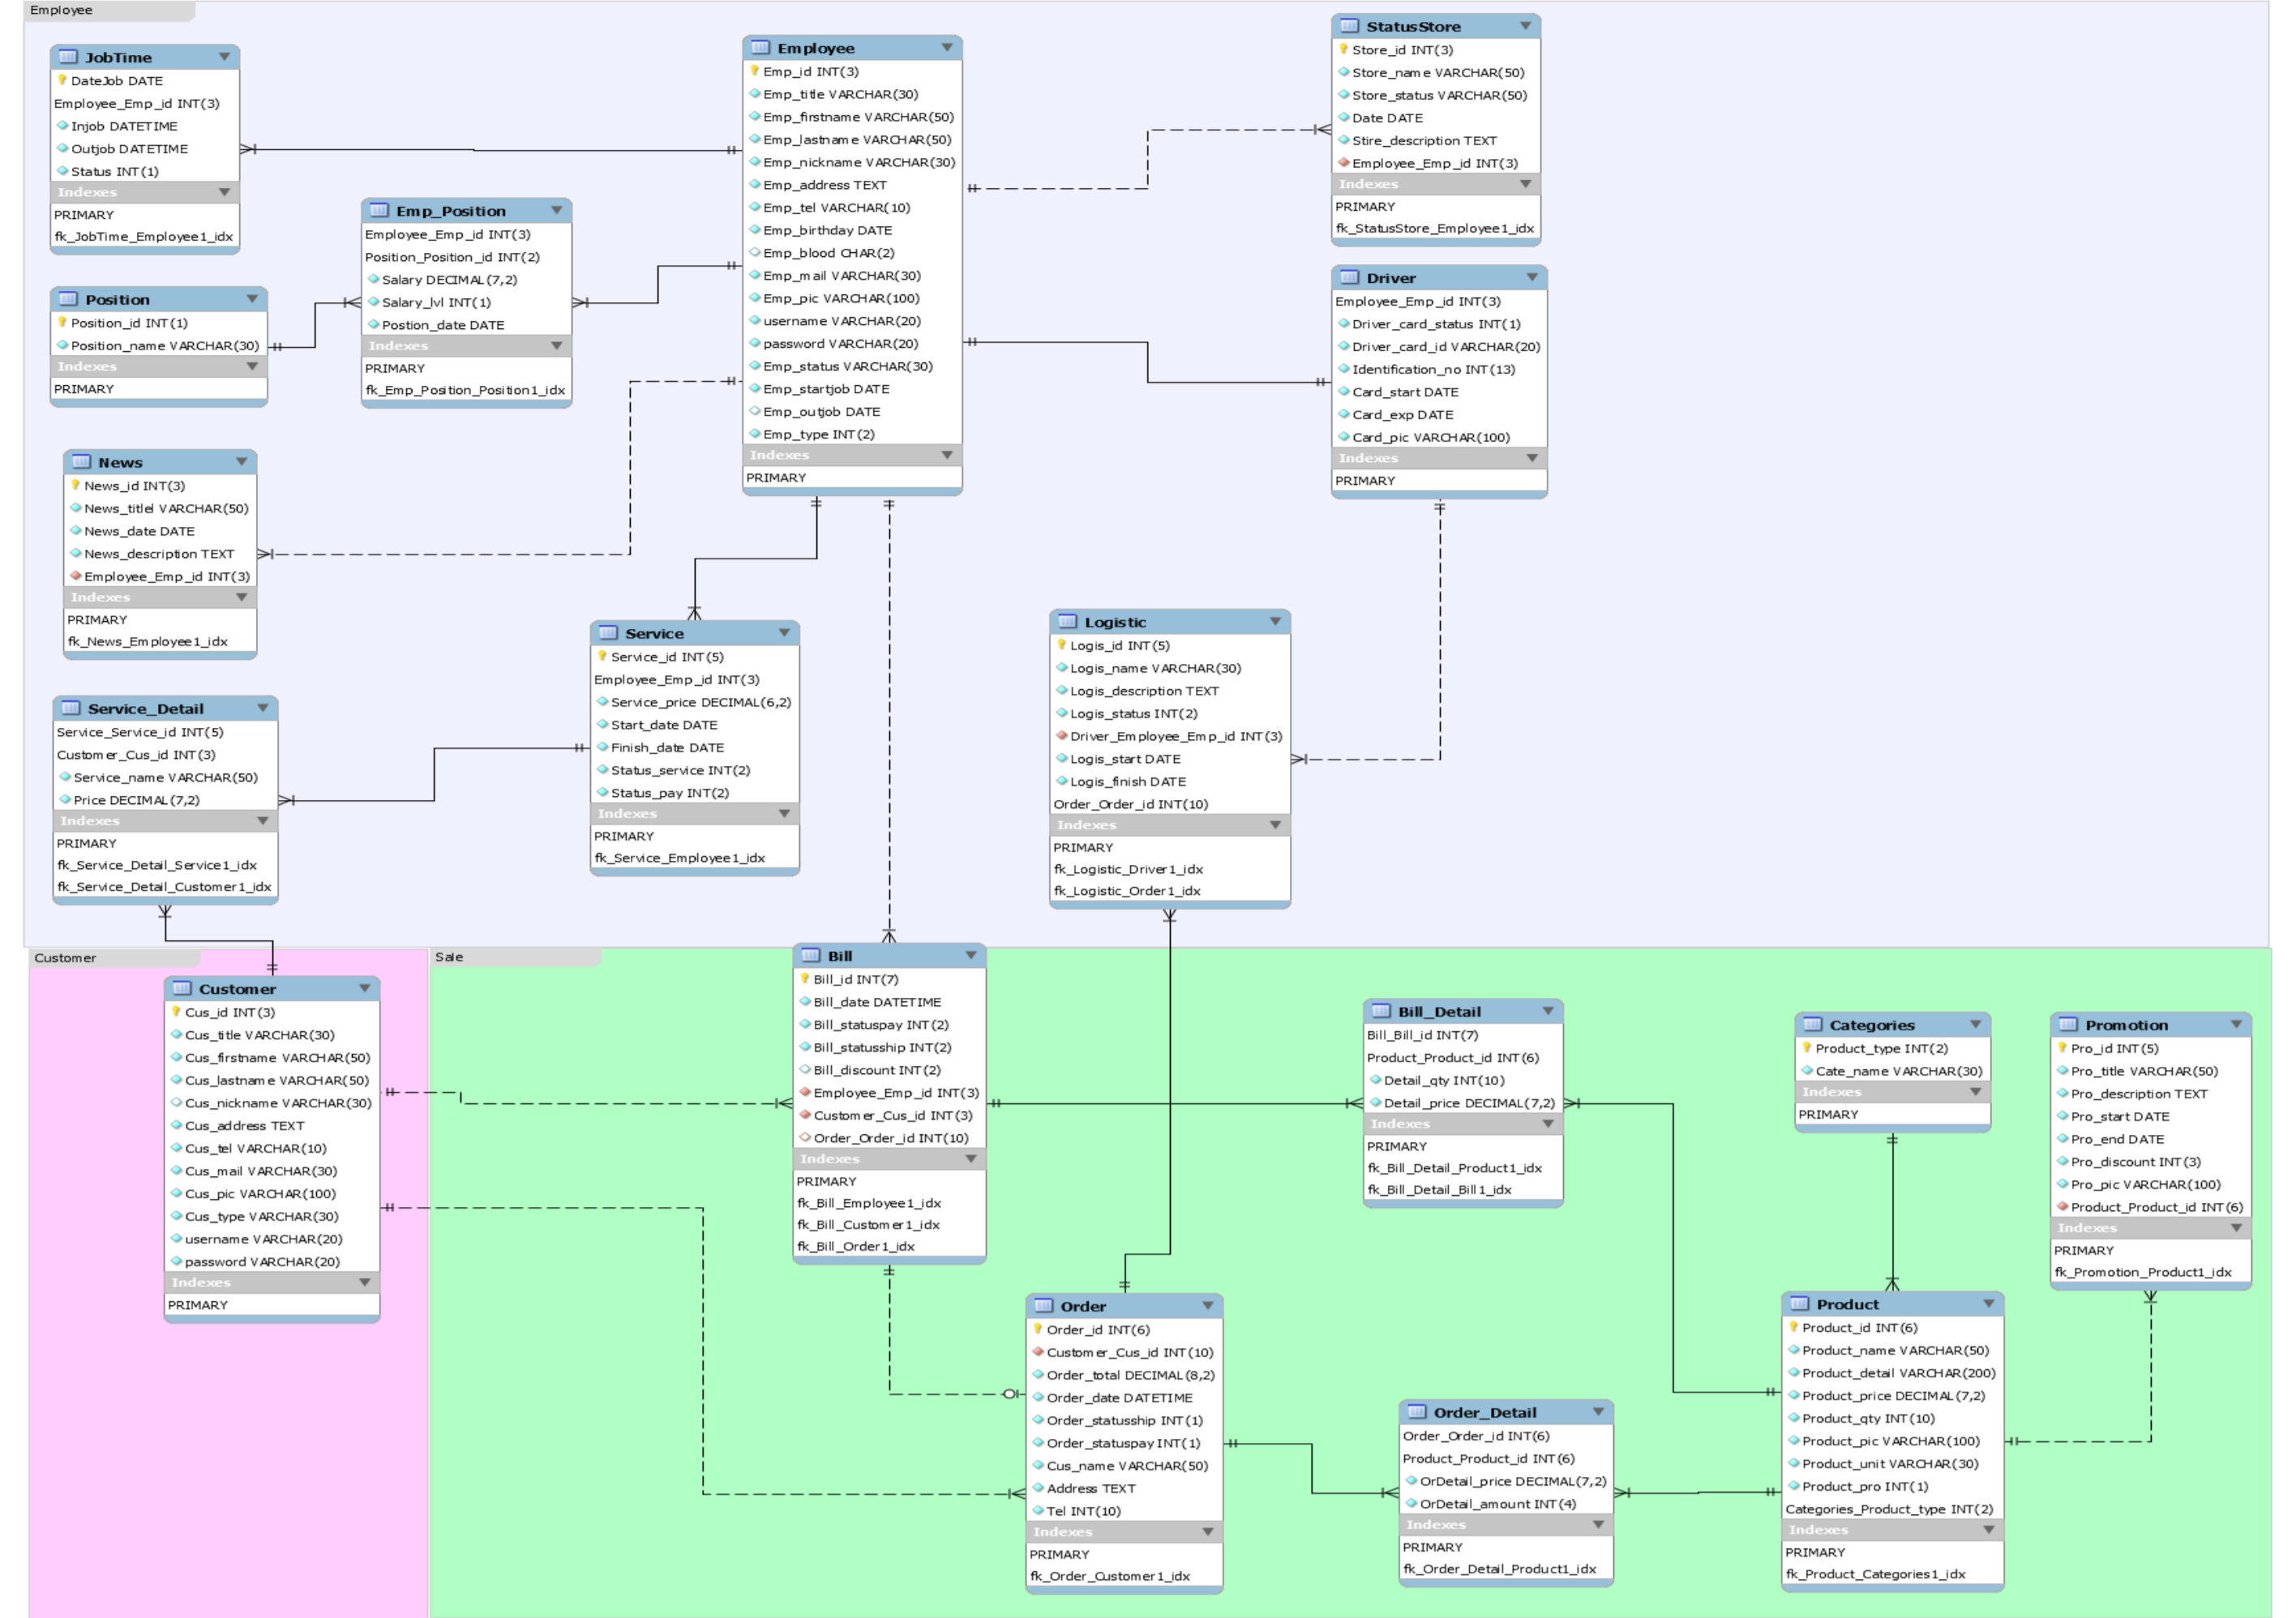 Employee
JobTime
DateJob DATE
Employee_Emp_id INT(3)
Injob DATETIME
Outjob DATETIME
Status INT(1)
Indexes
PRIMARY
fk_JobTime_Employee1_idx
Position
Position_id INT(1)
Position_name VARCHAR(30)
Indexes
PRIMARY
Emp_Position
Employee_Emp_id INT(3)
Position_Position_id INT(2)
Salary DECIMAL(7,2)
Salary_lvl INT(1)
Postion_date DATE
Indexes
PRIMARY
fk_Emp_Position_Position1_idx
Employee
Emp_id INT(3)
Emp_title VARCHAR(30)
Emp_firstname VARCHAR(50)
Emp_lastname VARCHAR(50)
Emp_nickname VARCHAR(30)
Emp_address TEXT
Emp_tel VARCHAR(10)
Emp_birthday DATE
Emp_blood CHAR(2)
Emp_mail VARCHAR(30)
Emp_pic VARCHAR(100)
username VARCHAR(20)
password VARCHAR(20)
Emp_status VARCHAR(30)
Emp_startjob DATE
Emp_outjob DATE
Emp_type INT(2)
Indexes
PRIMARY
StatusStore
Store_id INT(3)
Store_name VARCHAR(50)
Store_status VARCHAR(50)
Date DATE
Stire_description TEXT
Employee_Emp_id INT(3)
Indexes
PRIMARY
fk_StatusStore_Employee1_idx
Driver
Employee_Emp_id INT(3)
Driver_card_status INT(1)
Driver_card_id VARCHAR(20)
Identification_no INT(13)
Card_start DATE
Card_exp DATE
Card_pic VARCHAR(100)
Indexes
PRIMARY
News
News_id INT(3)
News_titlel VARCHAR(50)
News_date DATE
News_description TEXT
Employee_Emp_id INT(3)
Indexes
PRIMARY
fk_News_Employee1_idx
Service
Service_id INT(5)
Employee_Emp_id INT(3)
Service_price DECIMAL(6,2)
Start_date DATE
Finish_date DATE
Status_service INT(2)
Status_pay INT(2)
Indexes
PRIMARY
fk_Service_Employee1_idx
Logistic
Logis_id INT(5)
Logis_name VARCHAR(30)
Logis_description TEXT
Logis_status INT(2)
Driver_Employee_Emp_id INT(3)
Logis_start DATE
Logis_finish DATE
Order_Order_id INT(10)
Indexes
PRIMARY
fk_Logistic_Driver1_idx
fk_Logistic_Order1_idx
Service_Detail
Service_Service_id INT(5)
Customer_Cus_id INT(3)
Service_name VARCHAR(50)
Price DECIMAL(7,2)
Indexes
PRIMARY
fk_Service_Detail_Service1_idx
fk_Service_Detail_Customer1_idx
Customer
Customer
Cus_id INT(3)
Cus_title VARCHAR(30)
Cus_firstname VARCHAR(50)
Cus_lastname VARCHAR(50)
Cus_nickname VARCHAR(30)
Cus_address TEXT
Cus_tel VARCHAR(10)
Cus_mail VARCHAR(30)
Cus_pic VARCHAR(100)
Cus_type VARCHAR(30)
username VARCHAR(20)
password VARCHAR(20)
Indexes
PRIMARY
Sale
Bill
Bill_id INT(7)
Bill_date DATETIME
Bill_statuspay INT(2)
Bill_statusship INT(2)
Bill_discount INT(2)
Employee_Emp_id INT(3)
Customer_Cus_id INT(3)
Order_Order_id INT(10)
Indexes
PRIMARY
fk_Bill_Employee1_idx
fk_Bill_Customer1_idx
fk_Bill_Order1_idx
Bill_Detail
Bill_Bill_id INT(7)
Product_Product_id INT(6)
Detail_qty INT(10)
Detail_price DECIMAL(7,2)
Indexes
PRIMARY
fk_Bill_Detail_Product1_idx
fk_Bill_Detail_Bill1_idx
Categories
Product_type INT(2)
Cate_name VARCHAR(30)
Indexes
PRIMARY
Promotion
Pro_id INT(5)
Pro_title VARCHAR(50)
Pro_description TEXT
Pro_start DATE
Pro_end DATE
Pro_discount INT(3)
Pro_pic VARCHAR(100)
Product_Product_id INT(6)
Indexes
PRIMARY
fk_Promotion_Product1_idx
Order
Order_id INT(6)
Customer_Cus_id INT(10)
Order_total DECIMAL(8,2)
Order_date DATETIME
Order_statusship INT(1)
Order_statuspay INT(1)
Cus_name VARCHAR(50)
Address TEXT
Tel INT(10)
Indexes
PRIMARY
fk_Order_Customer1_idx
Order_Detail
Order_Order_id INT(6)
Product_Product_id INT(6)
OrDetail_price DECIMAL(7,2)
OrDetail_amount INT(4)
Indexes
PRIMARY
fk_Order_Detail_Product1_idx
Product
Product_id INT(6)
Product_name VARCHAR(50)
Product_detail VARCHAR(200)
Product_price DECIMAL(7,2)
Product_qty INT(10)
Product_pic VARCHAR(100)
Product_unit VARCHAR(30)
Product_pro INT(1)
Categories_Product_type INT(2)
Indexes
PRIMARY
fk_Product_Categories1_idx